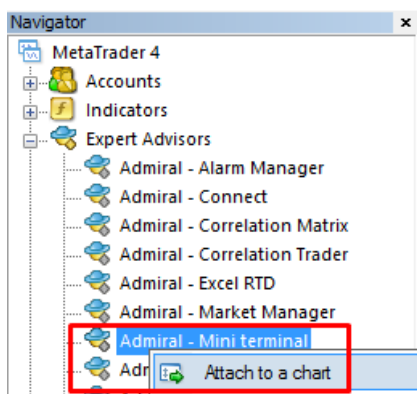 Navigator x
MetaTrader 4
Accounts
Indicators
Expert Advisors
Admiral - Alarm Manager
Admiral - Connect
Admiral - Correlation Matrix
Admiral - Correlation Trader
Admiral - Excel RTD
Admiral - Market Manager
Admiral - Mini terminal
Attach to a chart